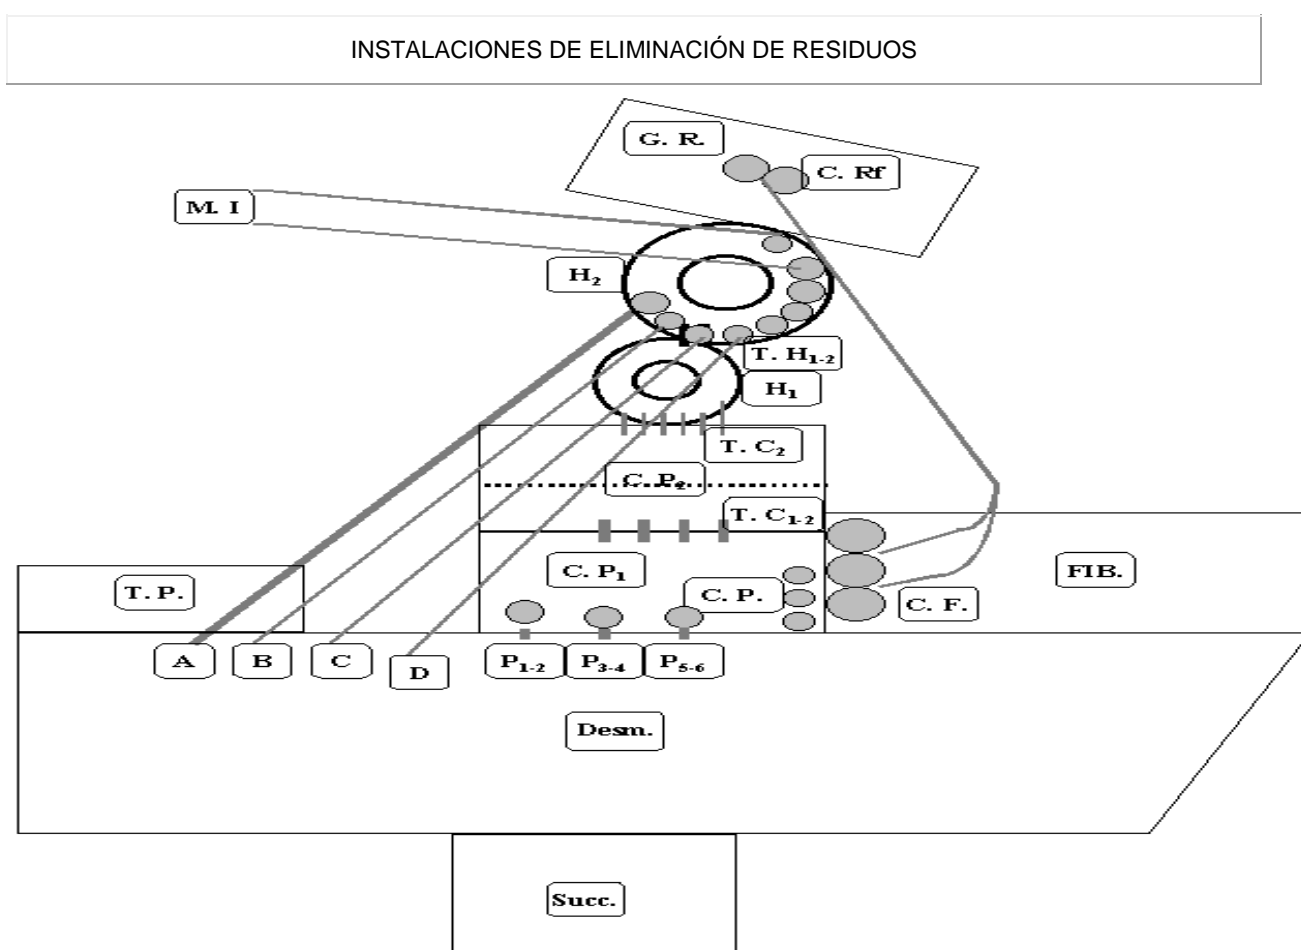 INSTALACIONES DE ELIMINACIÓN DE RESIDUOS
G. R.
C. Rf
M. I
H2
T. H1-2
H1
T. C2
C. P2
T. C1-2
C. P1
FIB.
T. P.
C. P.
C. F.
A
B
C
D
P1-2
P3-4
P5-6
Desm.
Succ.